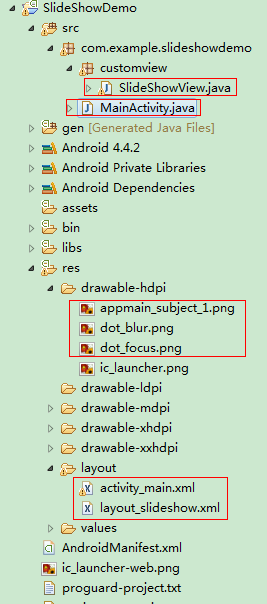 SlideShowDemo
src
com.example.slideshowdemo
customview
SlideShowView.java
MainActivity.java
gen [Generated Java Files]
Android 4.4.2
Android Private Libraries
Android Dependencies
assets
bin
libs
res
drawable-hdpi
appmain_subject_1.png
dot_blur.png
dot_focus.png
ic_launcher.png
drawable-ldpi
drawable-mdpi
drawable-xhdpi
drawable-xxhdpi
layout
activity_main.xml
layout_slideshow.xml
values
AndroidManifest.xml
ic_launcher-web.png
proguard-project.txt